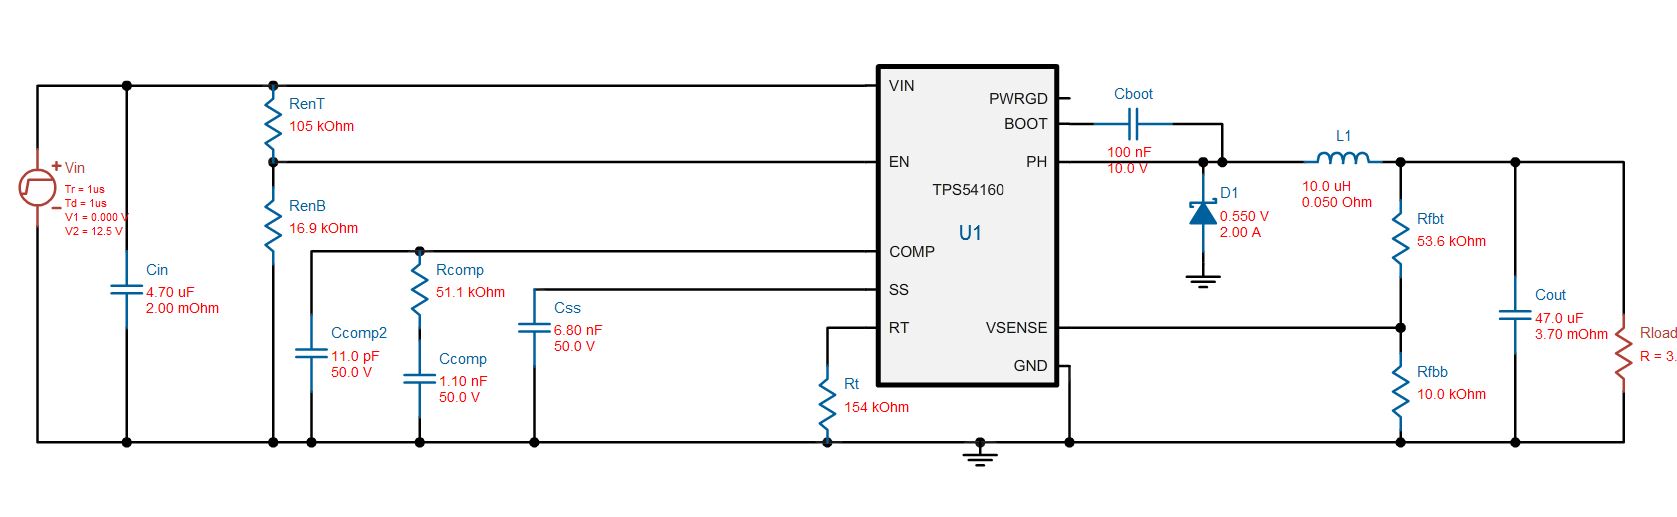 VIN
PWRGD
BOOT
EN
PH
TPS54160
U1
COMP
SS
RT
VSENSE
GND
Vin
Tr = 1us
Td = 1us
V1 = 0.000 V
V2 = 12.5 V
Cin
4.70 uF
2.00 mOhm
RenT
105 kOhm
RenB
16.9 kOhm
Ccomp2
11.0 pF
50.0 V
Rcomp
51.1 kOhm
Ccomp
1.10 nF
50.0 V
Css
6.80 nF
50.0 V
Rt
154 kOhm
Cboot
100 nF
10.0 V
D1
0.550 V
2.00 A
L1
10.0 uH
0.050 Ohm
Rfbt
53.6 kOhm
Rfbb
10.0 kOhm
Cout
47.0 uF
3.70 mOhm
Rload
R = 3.